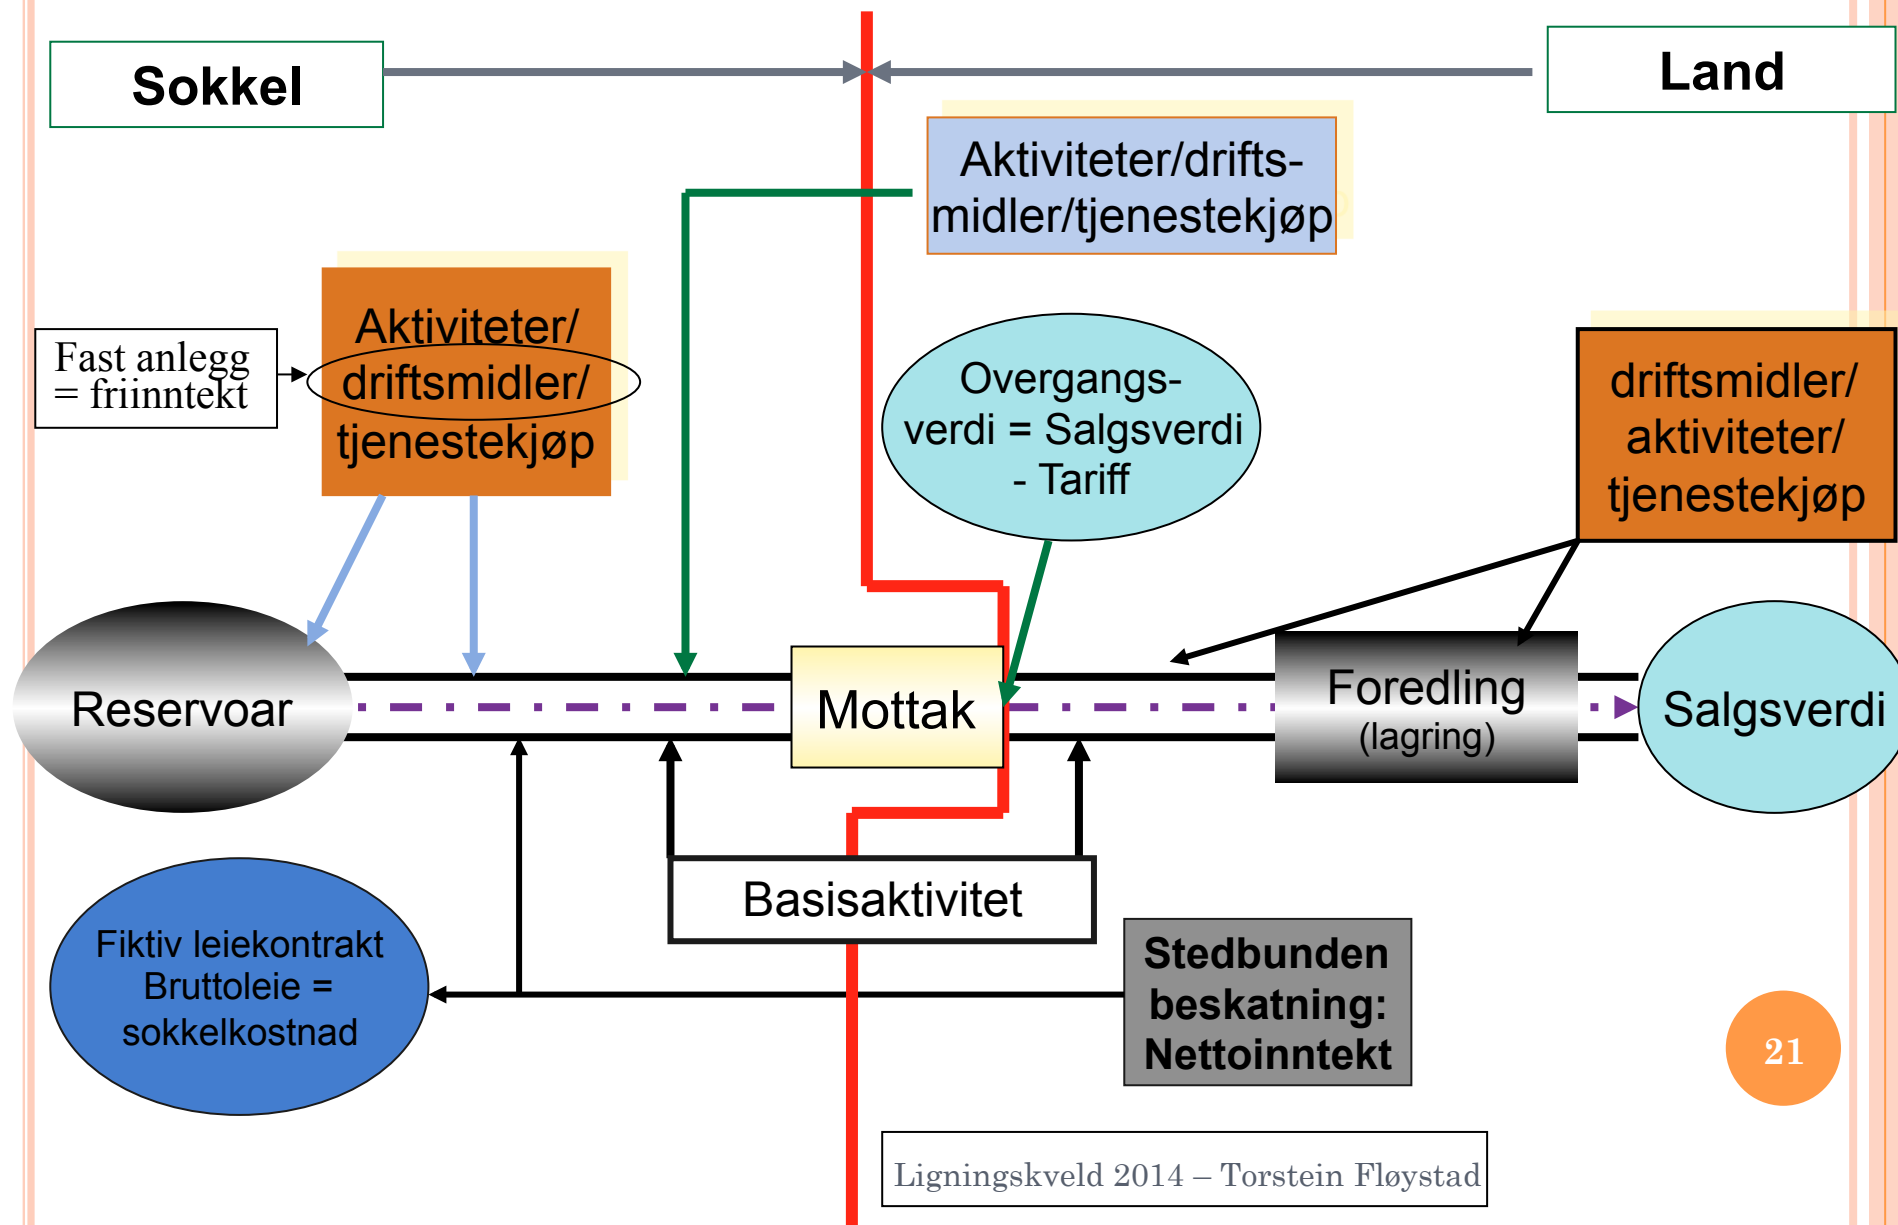 Sokkel
Land
Aktiviteter/drifts-
midler/tjenestekjøp
Aktiviteter/
driftsmidler/
tjenestekjøp
Fast anlegg
= friinntekt
Overgangs-
verdi = Salgsverdi
- Tariff
driftsmidler/
aktiviteter/
tjenestekjøp
Reservoar
Mottak
Foredling
(lagring)
Salgsverdi
Basisaktivitet
Fiktiv leiekontrakt
Bruttoleie =
sokkelkostnad
Stedbunden
beskatning:
Nettoinntekt
21
Ligningskveld 2014 – Torstein Fløystad